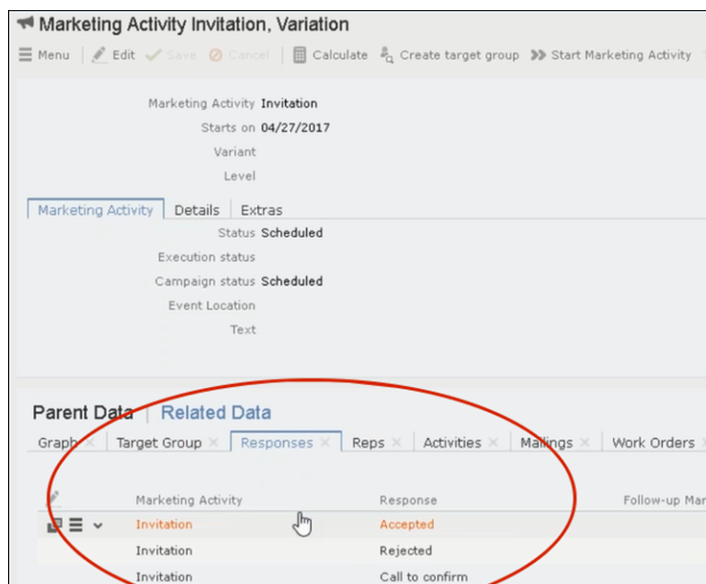 Marketing Activity Invitation, Variation
Menu Edit Save Cancel Calculate Create target group Start Marketing Activity
Marketing Activity Invitation
Starts on 04/27/2017
Variant
Level
Marketing Activity Details Extras
Status Scheduled
Execution status
Campaign status Scheduled
Event Location
Text
Parent Data Related Data
Graph Target Group Responses Reps Activities Mailings Work Orders
Marketing Activity Response Follow-up Mar
Invitation Accepted
Invitation Rejected
Invitation Call to confirm